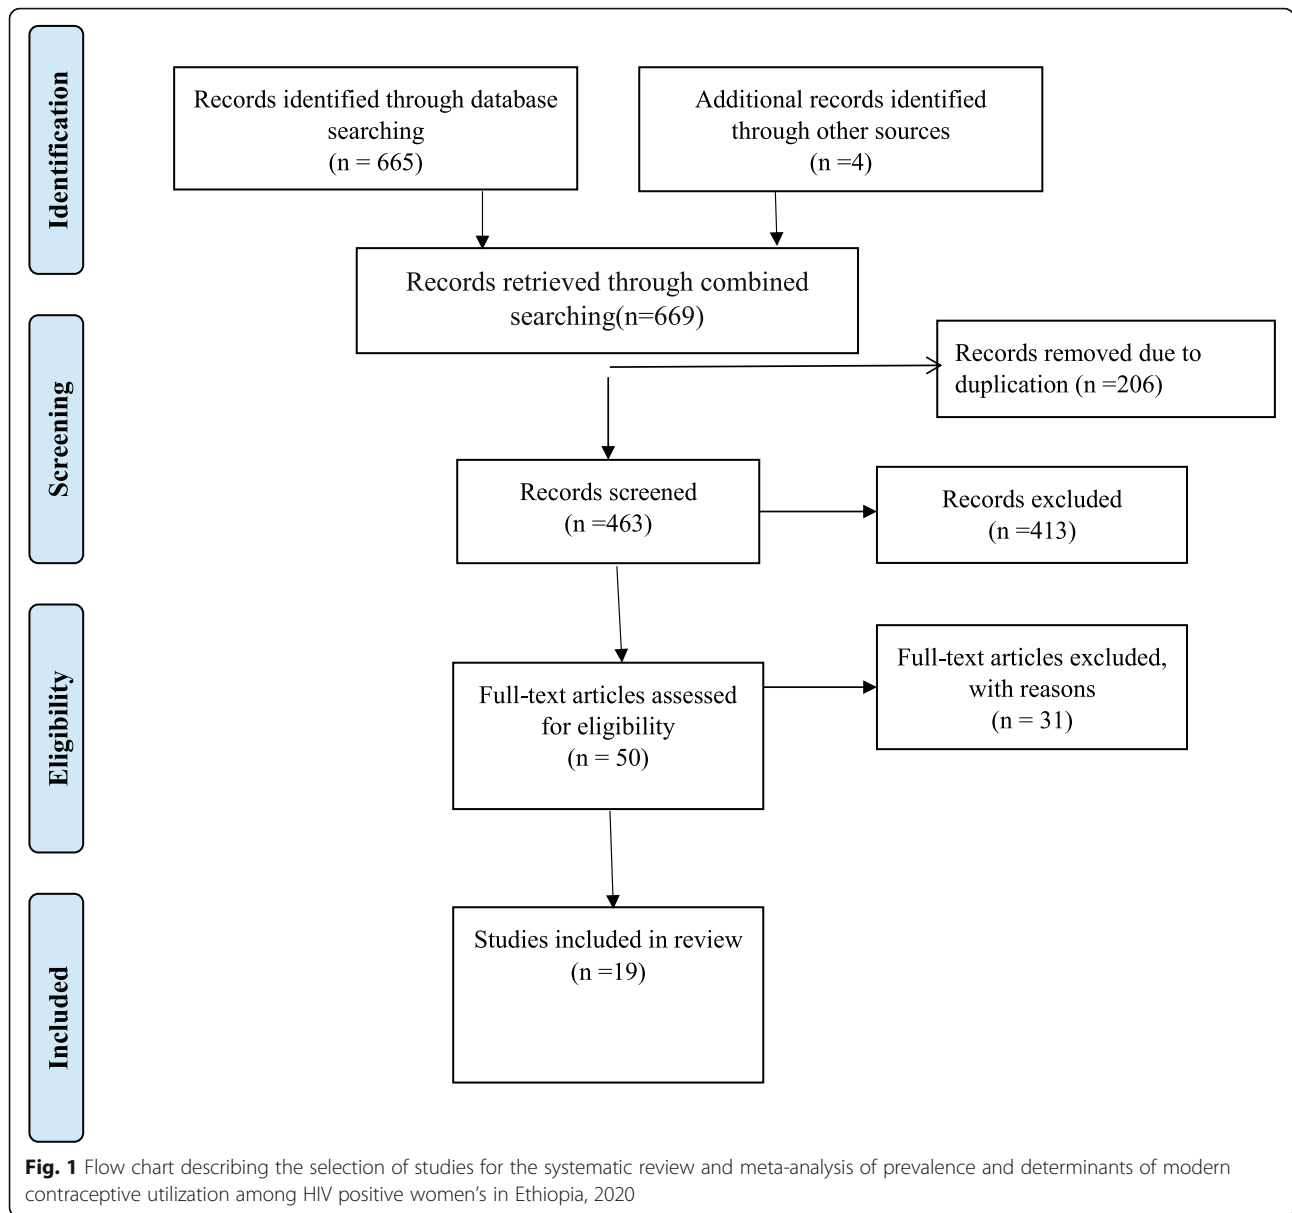 Identification
Records identified through database
searching
(n = 665)
Additional records identified
through other sources
(n =4)
Records retrieved through combined
searching(n=669)
Screening
Records removed due to
duplication (n =206)
Records screened
(n =463)
Records excluded
(n =413)
Eligibility
Full-text articles assessed
for eligibility
(n = 50)
Full-text articles excluded,
with reasons
(n = 31)
Included
Studies included in review
(n =19)
Fig. 1 Flow chart describing the selection of studies for the systematic review and meta-analysis of prevalence and determinants of modern
contraceptive utilization among HIV positive women's in Ethiopia, 2020